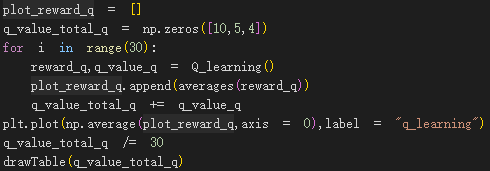 plot_reward_q = []
q_value_total_q = np.zeros([10,5,4])
for i in range(30):
    reward_q,q_value_q = Q_learning()
    plot_reward_q.append(averages(reward_q))
    q_value_total_q += q_value_q
plt.plot(np.average(plot_reward_q,axis = 0),label = "q_learning")
q_value_total_q /= 30
drawTable(q_value_total_q)